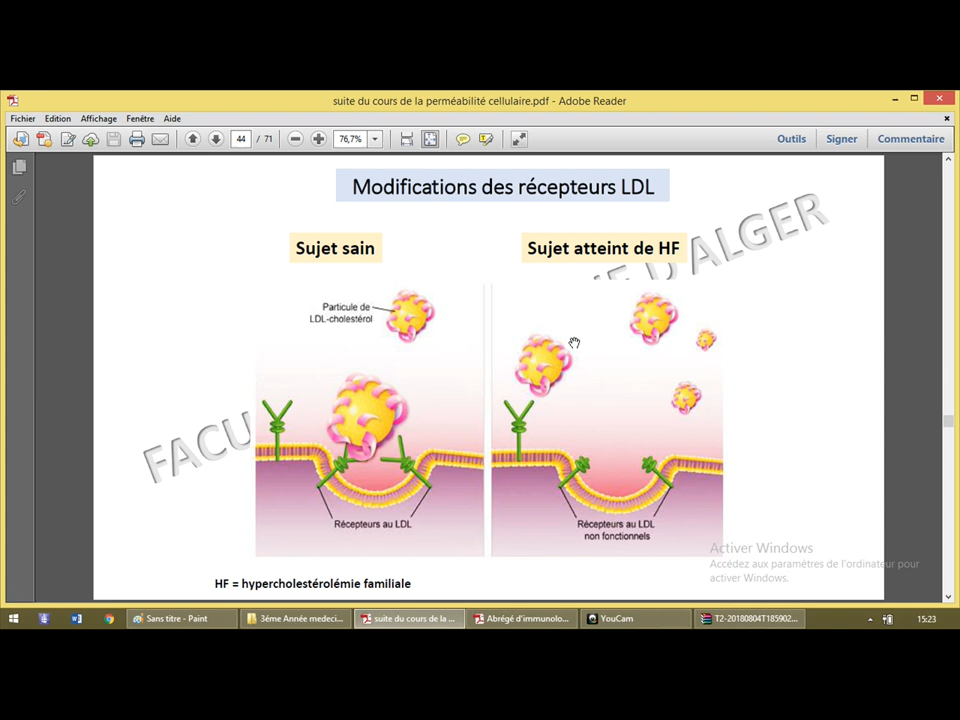 suite du cours de la perméabilité cellulaire.pdf - Adobe Reader
Fichier Edition Affichage Fenêtre Aide
44 / 71 76,7% Outils Signer Commentaire
Modifications des récepteurs LDL
Sujet sain
Sujet atteint de HF
D'ALGER
FACU
Particule de
LDL-cholestérol
Récepteurs au LDL
Récepteurs au LDL
non fonctionnels
HF = hypercholestérolémie familiale
Activer Windows
Accédez aux paramètres de l'ordinateur pour
activer Windows.
Sans titre - Paint 3éme Année medeci... suite du cours de la ... Abrégé d'immunolo... YouCam T2-20180804T185902... 15:23